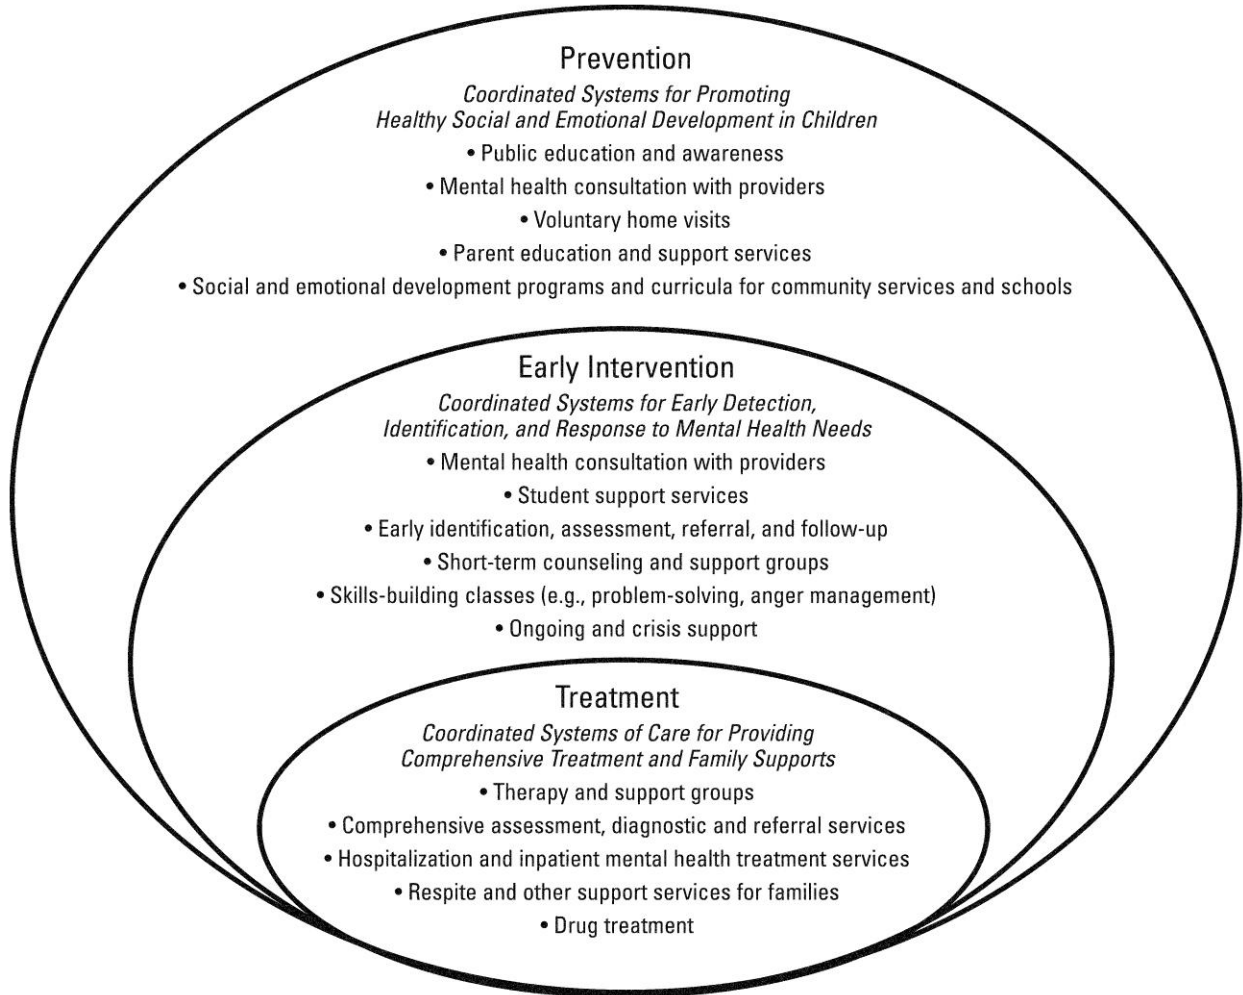 Prevention
Coordinated Systems for Promoting
Healthy Social and Emotional Development in Children
• Public education and awareness
• Mental health consultation with providers
• Voluntary home visits
• Parent education and support services
• Social and emotional development programs and curricula for community services and schools
Early Intervention
Coordinated Systems for Early Detection,
Identification, and Response to Mental Health Needs
• Mental health consultation with providers
• Student support services
• Early identification, assessment, referral, and follow-up
• Short-term counseling and support groups
• Skills-building classes (e.g., problem-solving, anger management)
• Ongoing and crisis support
Treatment
Coordinated Systems of Care for Providing
Comprehensive Treatment and Family Supports
• Therapy and support groups
• Comprehensive assessment, diagnostic and referral services
• Hospitalization and inpatient mental health treatment services
• Respite and other support services for families
• Drug treatment